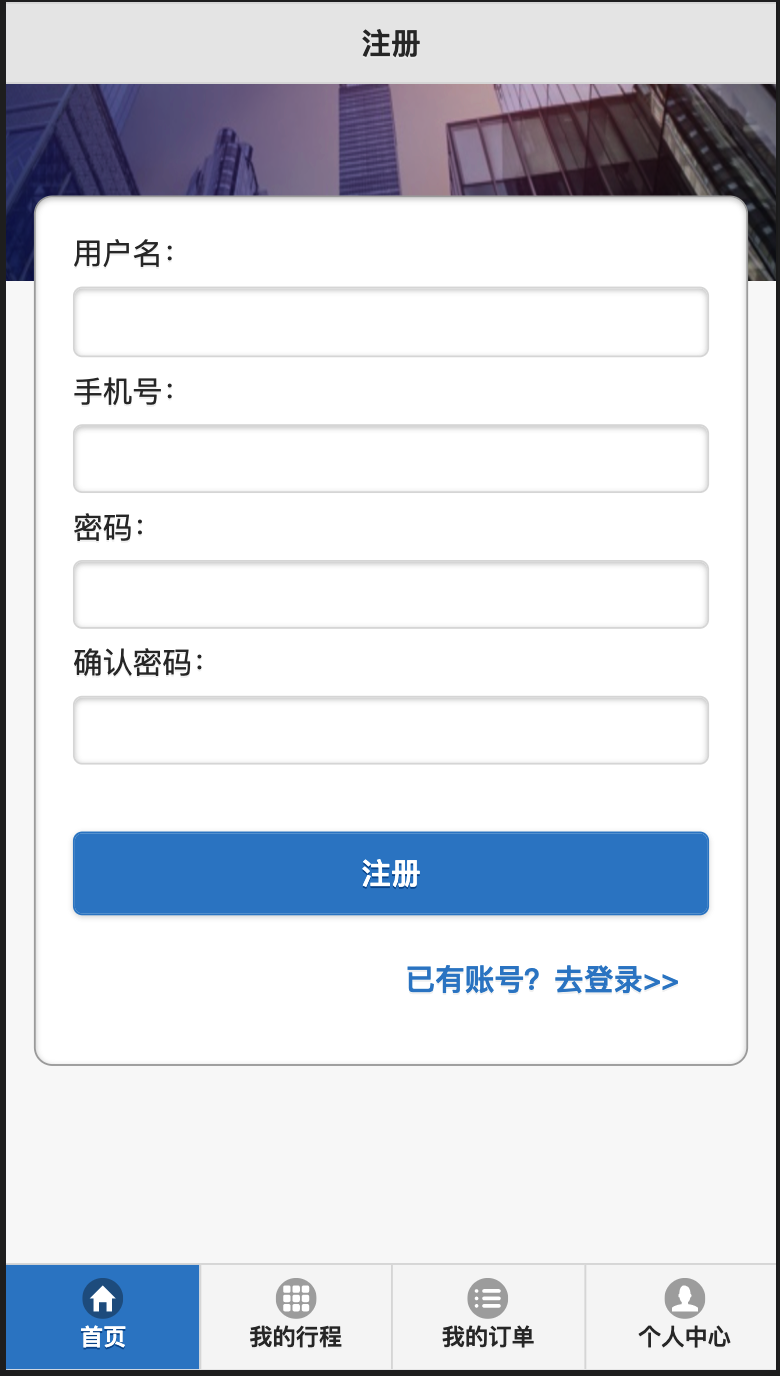 注册
用户名：
手机号：
密码：
确认密码：
注册
已有账号？去登录>>
首页
我的行程
我的订单
个人中心